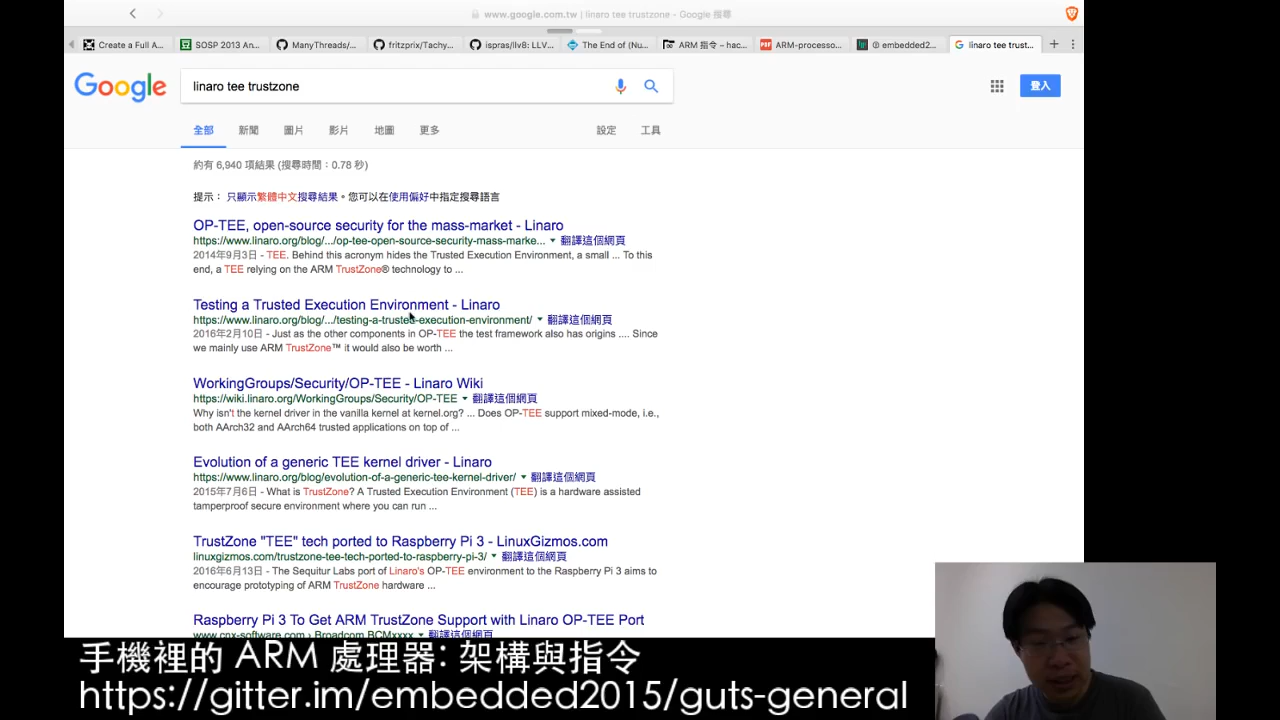 www.google.com.tw | linaro tee trustzone - Google 搜尋
Create a Full A... SOSP 2013 An... ManyThreads/... fritzprix/Tachy... ispras/llv8: LLV... The End of (Nu... ARM 指令 – hac... ARM-processo... embedded2... linaro tee trust...
Google
linaro tee trustzone
登入
全部 新聞 圖片 影片 地圖 更多 設定 工具
約有 6,940 項結果 (搜尋時間:0.78 秒)
提示: 只顯示繁體中文搜尋結果。您可以在使用偏好中指定搜尋語言
OP-TEE, open-source security for the mass-market - Linaro
https://www.linaro.org/blog/.../op-tee-open-source-security-mass-marke... 翻譯這個網頁
2014年9月3日 - TEE. Behind this acronym hides the Trusted Execution Environment, a small ... To this
end, a TEE relying on the ARM TrustZone® technology to ...
Testing a Trusted Execution Environment - Linaro
https://www.linaro.org/blog/.../testing-a-trusted-execution-environment/ 翻譯這個網頁
2016年2月10日 - Just as the other components in OP-TEE the test framework also has origins .... Since
we mainly use ARM TrustZone™ it would also be worth ...
WorkingGroups/Security/OP-TEE - Linaro Wiki
https://wiki.linaro.org/WorkingGroups/Security/OP-TEE 翻譯這個網頁
Why isn't the kernel driver in the vanilla kernel at kernel.org? ... Does OP-TEE support mixed-mode, i.e.,
both AArch32 and AArch64 trusted applications on top of ...
Evolution of a generic TEE kernel driver - Linaro
https://www.linaro.org/blog/evolution-of-a-generic-tee-kernel-driver/ 翻譯這個網頁
2015年7月6日 - What is TrustZone? A Trusted Execution Environment (TEE) is a hardware assisted
tamperproof secure environment where you can run ...
TrustZone "TEE" tech ported to Raspberry Pi 3 - LinuxGizmos.com
linuxgizmos.com/trustzone-tee-tech-ported-to-raspberry-pi-3/ 翻譯這個網頁
2016年6月13日 - The Sequitur Labs port of Linaro's OP-TEE environment to the Raspberry Pi 3 aims to
encourage prototyping of ARM TrustZone hardware ...
Raspberry Pi 3 To Get ARM TrustZone Support with Linaro OP-TEE Port
www.cnx-software.com › Broadcom BCMxxxx 翻譯這個網頁
手機裡的 ARM 處理器: 架構與指令
https://gitter.im/embedded2015/guts-general